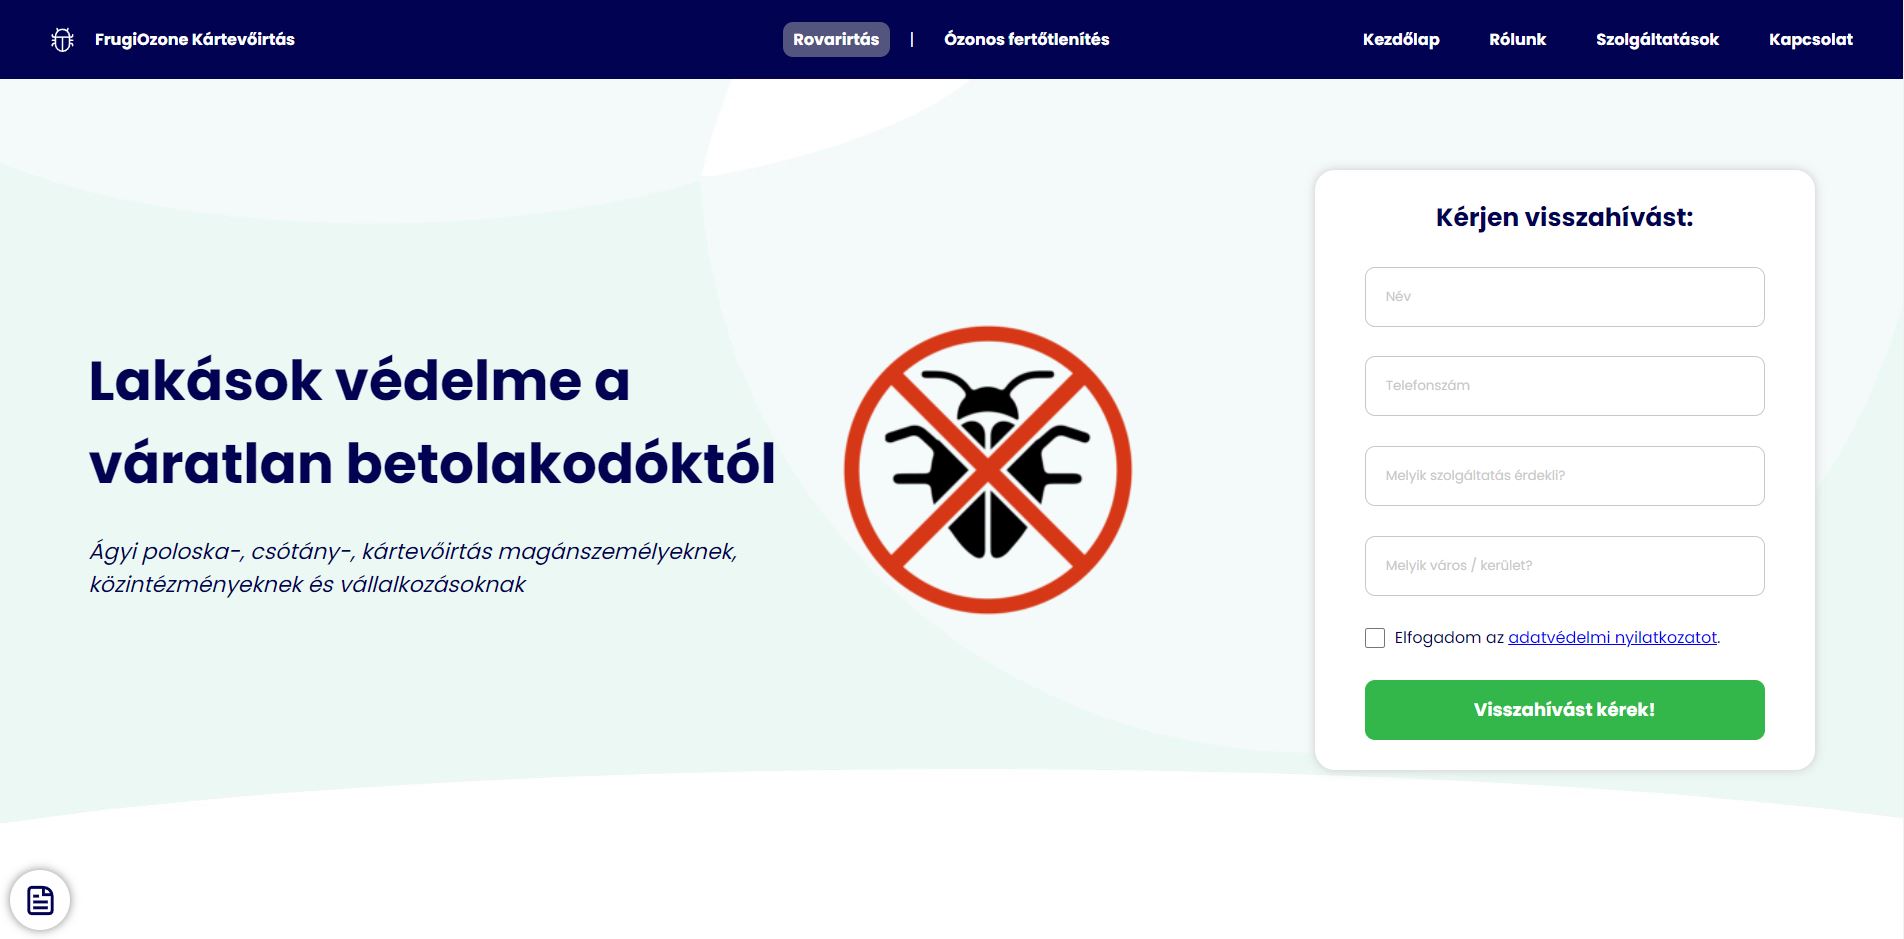 FrugiOzone Kártevőirtás
Rovarirtás | Ózonos fertőtlenítés
Kezdőlap Rólunk Szolgáltatások Kapcsolat
Lakások védelme a
váratlan betolakodóktól
Ágyi poloska-, csótány-, kártevőirtás magánszemélyeknek,
közintézményeknek és vállalkozásoknak
Kérjen visszahívást:
Név
Telefonszám
Melyik szolgáltatás érdekli?
Melyik város / kerület?
Elfogadom az adatvédelmi nyilatkozatot.
Visszahívást kérek!